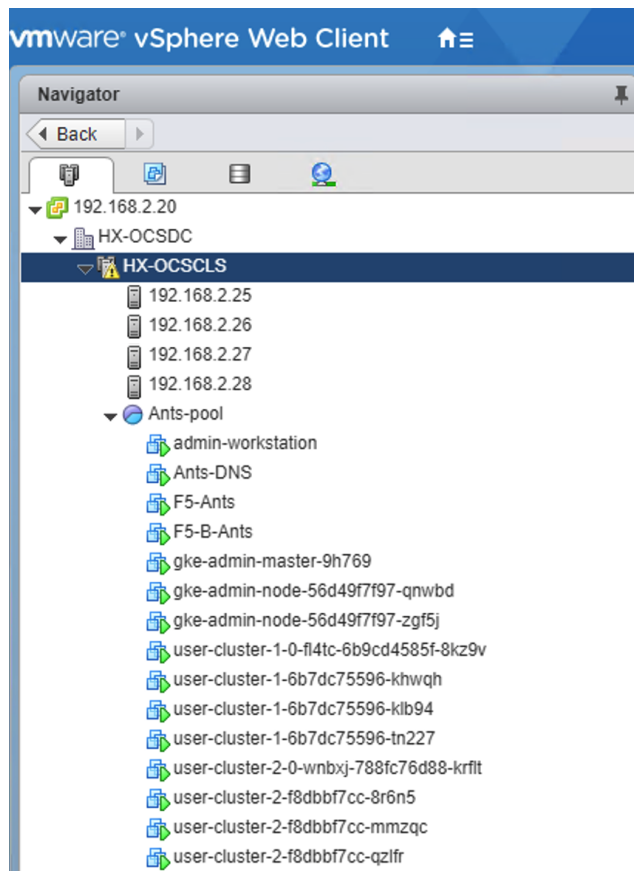 vmware® vSphere Web Client
Navigator
Back
192.168.2.20
HX-OCSDC
HX-OCSCLS
192.168.2.25
192.168.2.26
192.168.2.27
192.168.2.28
Ants-pool
admin-workstation
Ants-DNS
F5-Ants
F5-B-Ants
gke-admin-master-9h769
gke-admin-node-56d49f7f97-qnwbd
gke-admin-node-56d49f7f97-zgf5j
user-cluster-1-0-fl4tc-6b9cd4585f-8kz9v
user-cluster-1-6b7dc75596-khwqh
user-cluster-1-6b7dc75596-klb94
user-cluster-1-6b7dc75596-tn227
user-cluster-2-0-wnbxj-788fc76d88-krflt
user-cluster-2-f8dbbf7cc-8r6n5
user-cluster-2-f8dbbf7cc-mmzqc
user-cluster-2-f8dbbf7cc-qzlfr